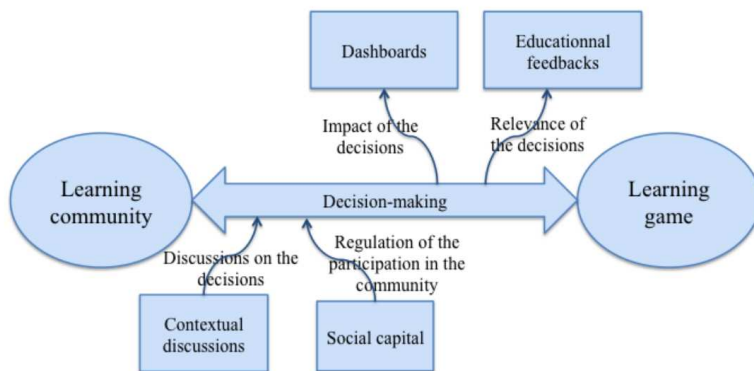 Dashboards
Educationnal
feedbacks
Impact of the
decisions
Relevance of
the decisions
Learning
community
Decision-making
Learning
game
Discussions on the
decisions
Regulation of the
participation in the
community
Contextual
discussions
Social capital